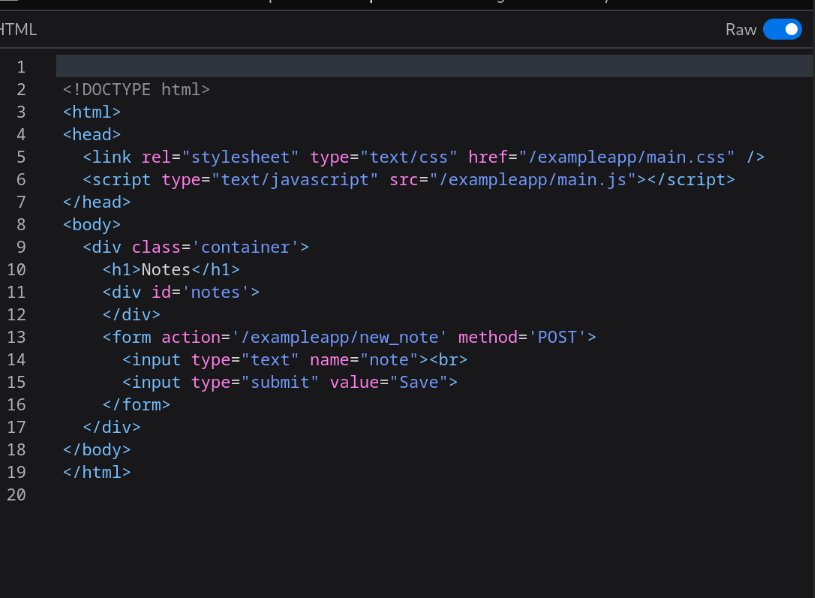 HTML
Raw
1
2 <!DOCTYPE html>
3 <html>
4 <head>
5   <link rel="stylesheet" type="text/css" href="/exampleapp/main.css" />
6   <script type="text/javascript" src="/exampleapp/main.js"></script>
7 </head>
8 <body>
9   <div class='container'>
10     <h1>Notes</h1>
11     <div id='notes'>
12     </div>
13     <form action='/exampleapp/new_note' method='POST'>
14       <input type="text" name="note"><br>
15       <input type="submit" value="Save">
16     </form>
17   </div>
18 </body>
19 </html>
20